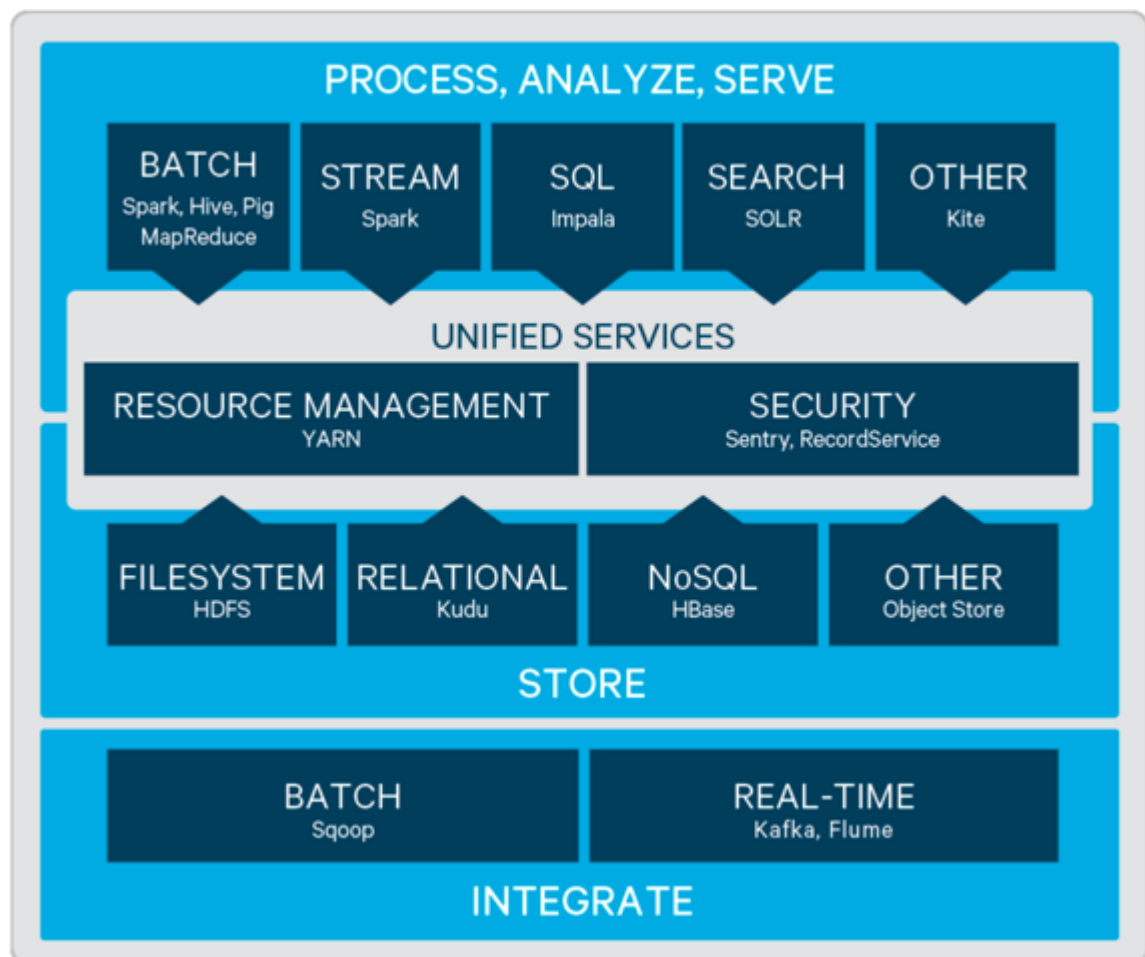 PROCESS, ANALYZE, SERVE
BATCH
Spark, Hive, Pig
MapReduce
STREAM
Spark
SQL
Impala
SEARCH
SOLR
OTHER
Kite
UNIFIED SERVICES
RESOURCE MANAGEMENT
YARN
SECURITY
Sentry, RecordService
FILESYSTEM
HDFS
RELATIONAL
Kudu
NoSQL
HBase
OTHER
Object Store
STORE
BATCH
Sqoop
REAL-TIME
Kafka, Flume
INTEGRATE